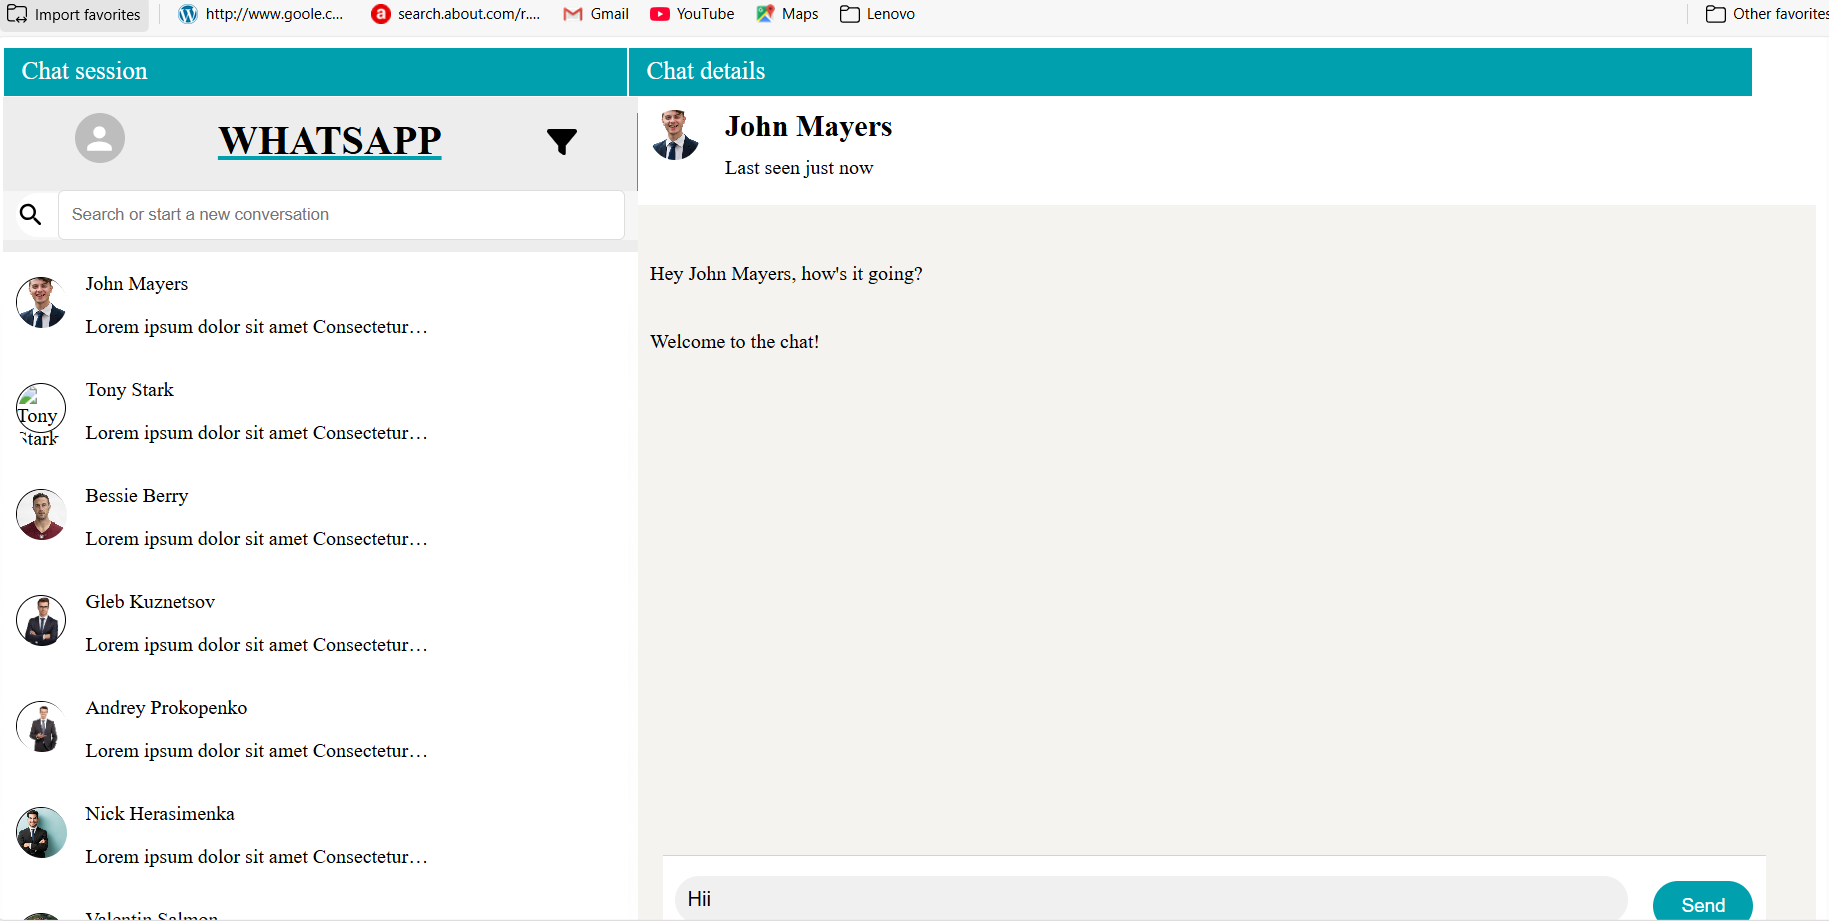 Import favorites
http://www.goole.c...
search.about.com/r....
Gmail
YouTube
Maps
Lenovo
Other favorites
Chat session
Chat details
WHATSAPP
John Mayers
Last seen just now
Search or start a new conversation
John Mayers
Lorem ipsum dolor sit amet Consectetur…
Hey John Mayers, how's it going?
Welcome to the chat!
Tony Stark
Tony
Stark
Lorem ipsum dolor sit amet Consectetur…
Bessie Berry
Lorem ipsum dolor sit amet Consectetur…
Gleb Kuznetsov
Lorem ipsum dolor sit amet Consectetur…
Andrey Prokopenko
Lorem ipsum dolor sit amet Consectetur…
Nick Herasimenka
Lorem ipsum dolor sit amet Consectetur…
Valentin Salmon
Hii
Send